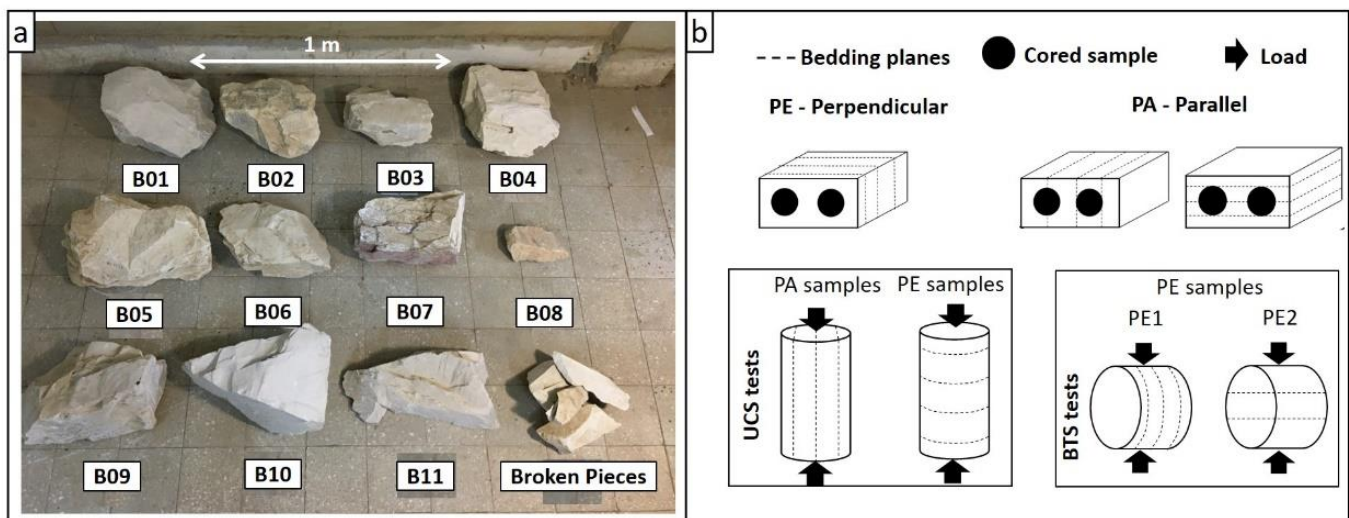 a
1 m
B01
B02
B03
B04
B05
B06
B07
B08
B09
B10
B11
Broken Pieces
b
Bedding planes
Cored sample
Load
PE - Perpendicular
PA - Parallel
PA samples
PE samples
UCS tests
PE samples
PE1
PE2
BTS tests